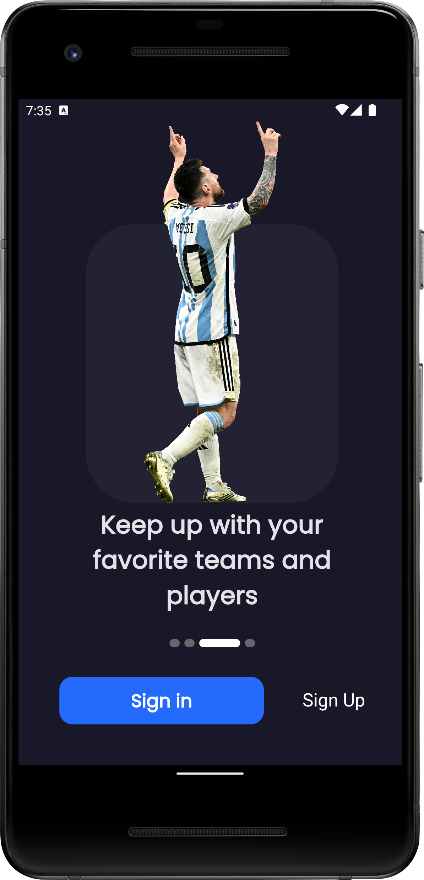 7:35 A
MESSI
10
Keep up with your
favorite teams and
players
Sign in
Sign Up